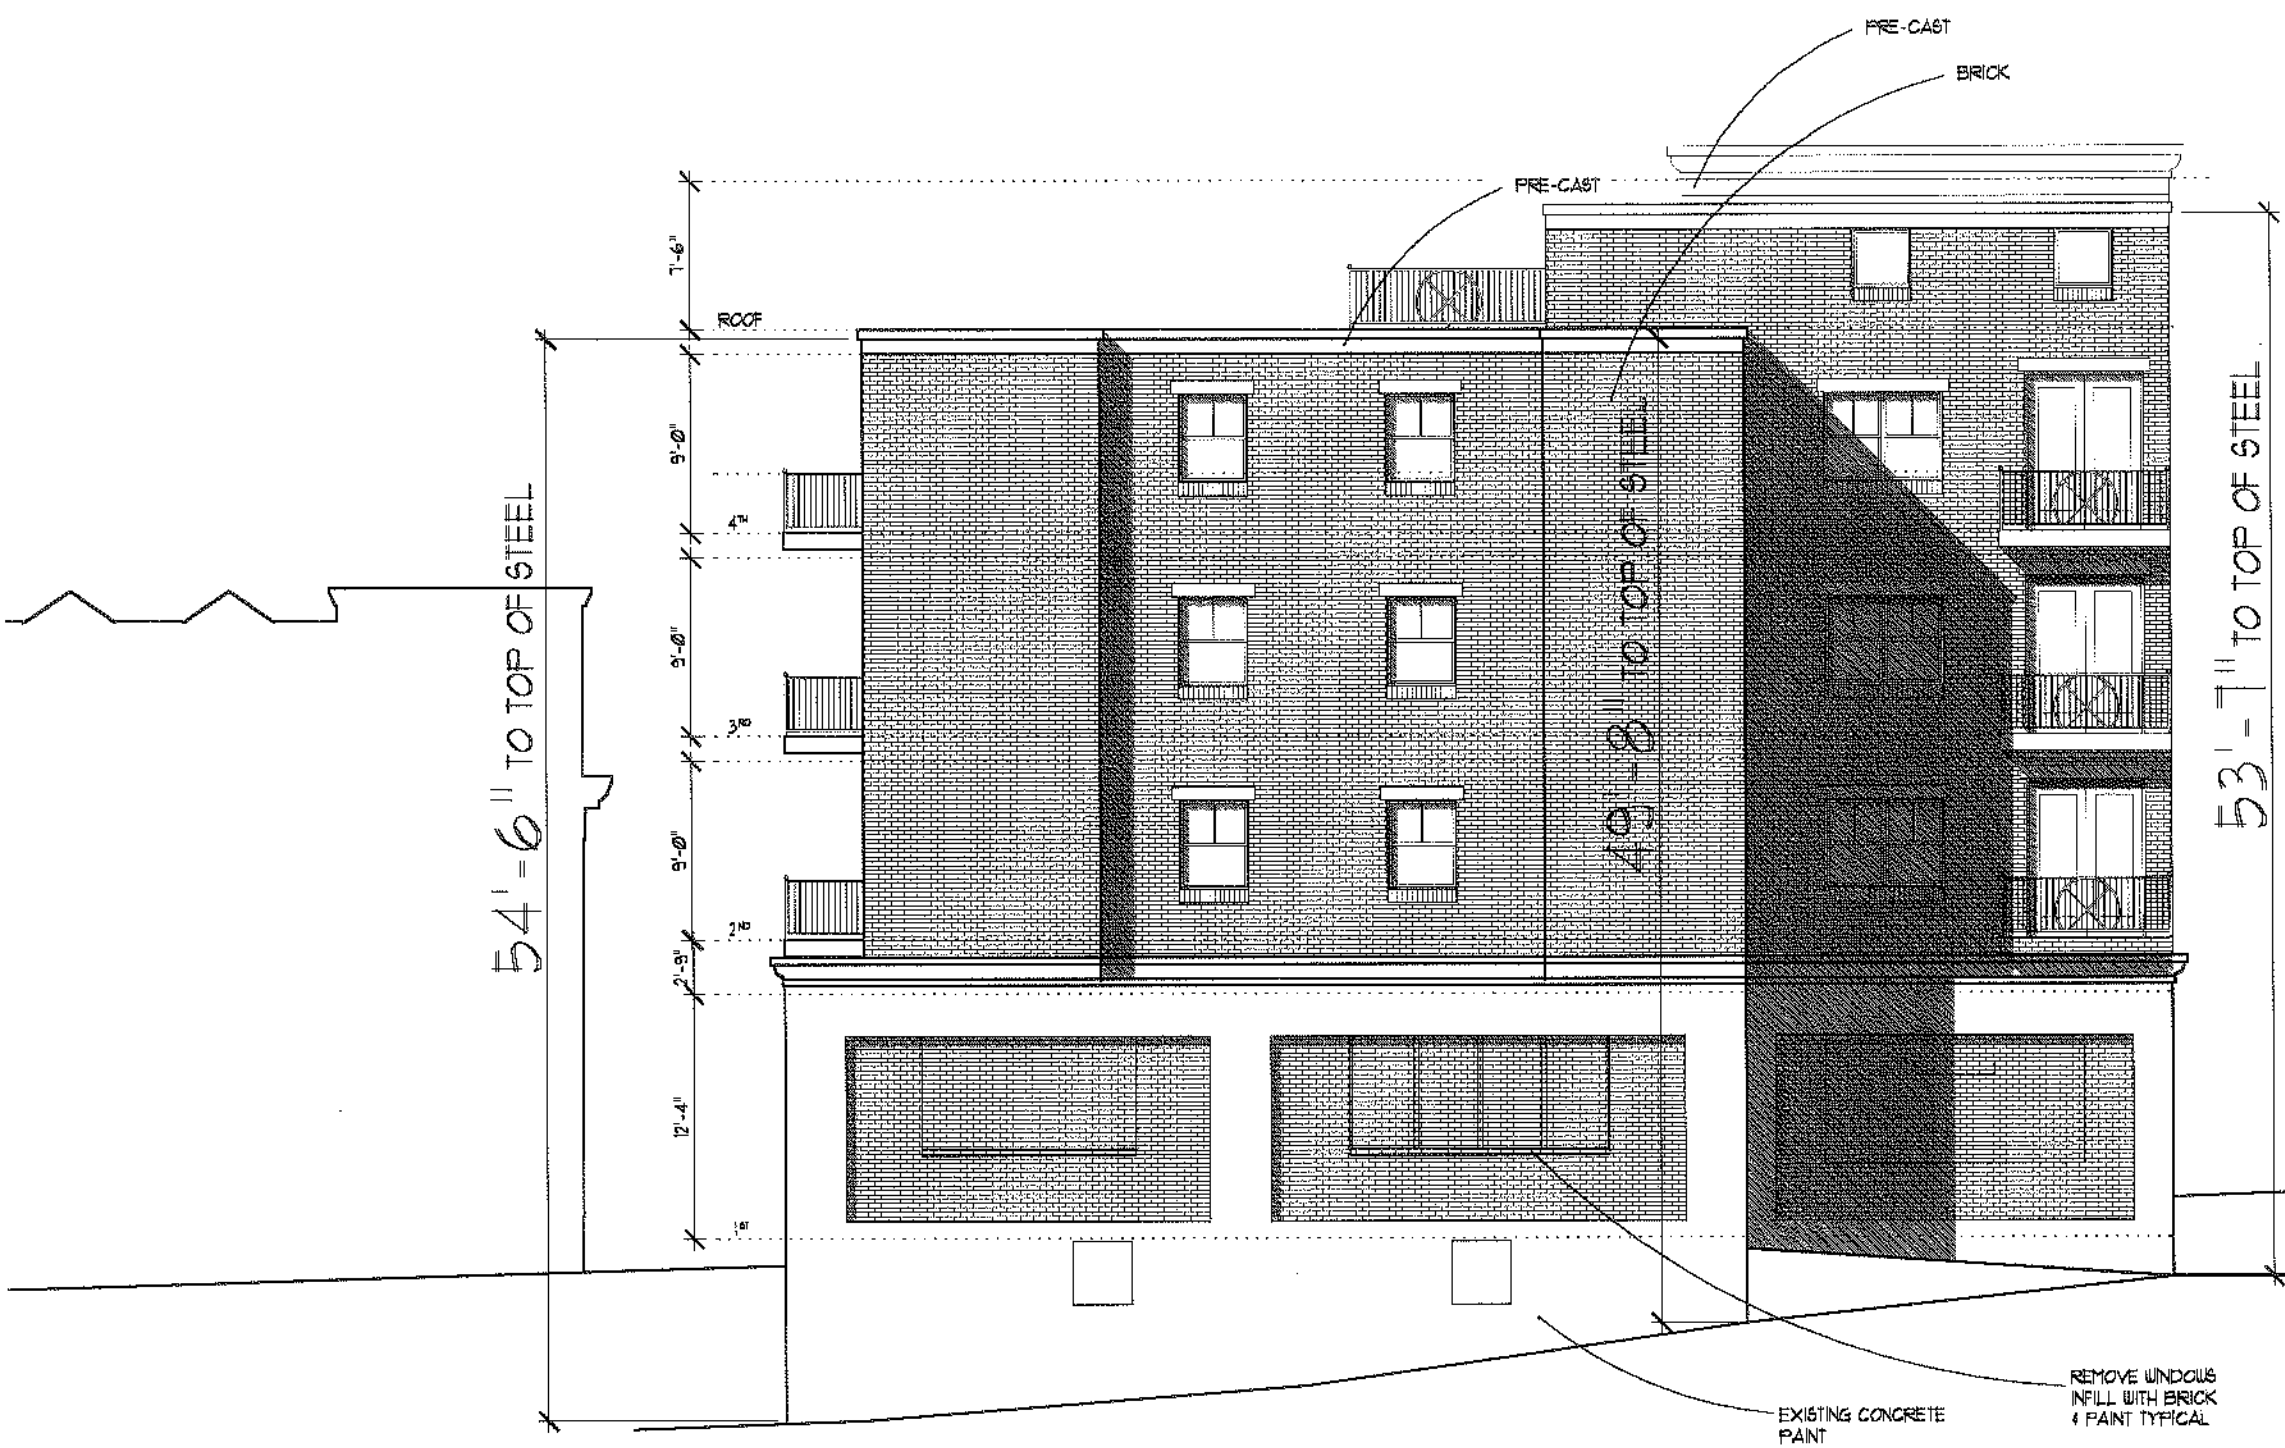 PRE-CAST
BRICK
PRE-CAST
7'-6"
ROOF
9'-0"
4TH
9'-0"
3RD
9'-0"
2ND
2'-9"
12'-4"
1ST
54'-6" TO TOP OF STEEL
49'-8" TO TOP OF STEEL
53'-7" TO TOP OF STEEL
REMOVE WINDOWS
INFILL WITH BRICK
& PAINT TYPICAL
EXISTING CONCRETE
PAINT